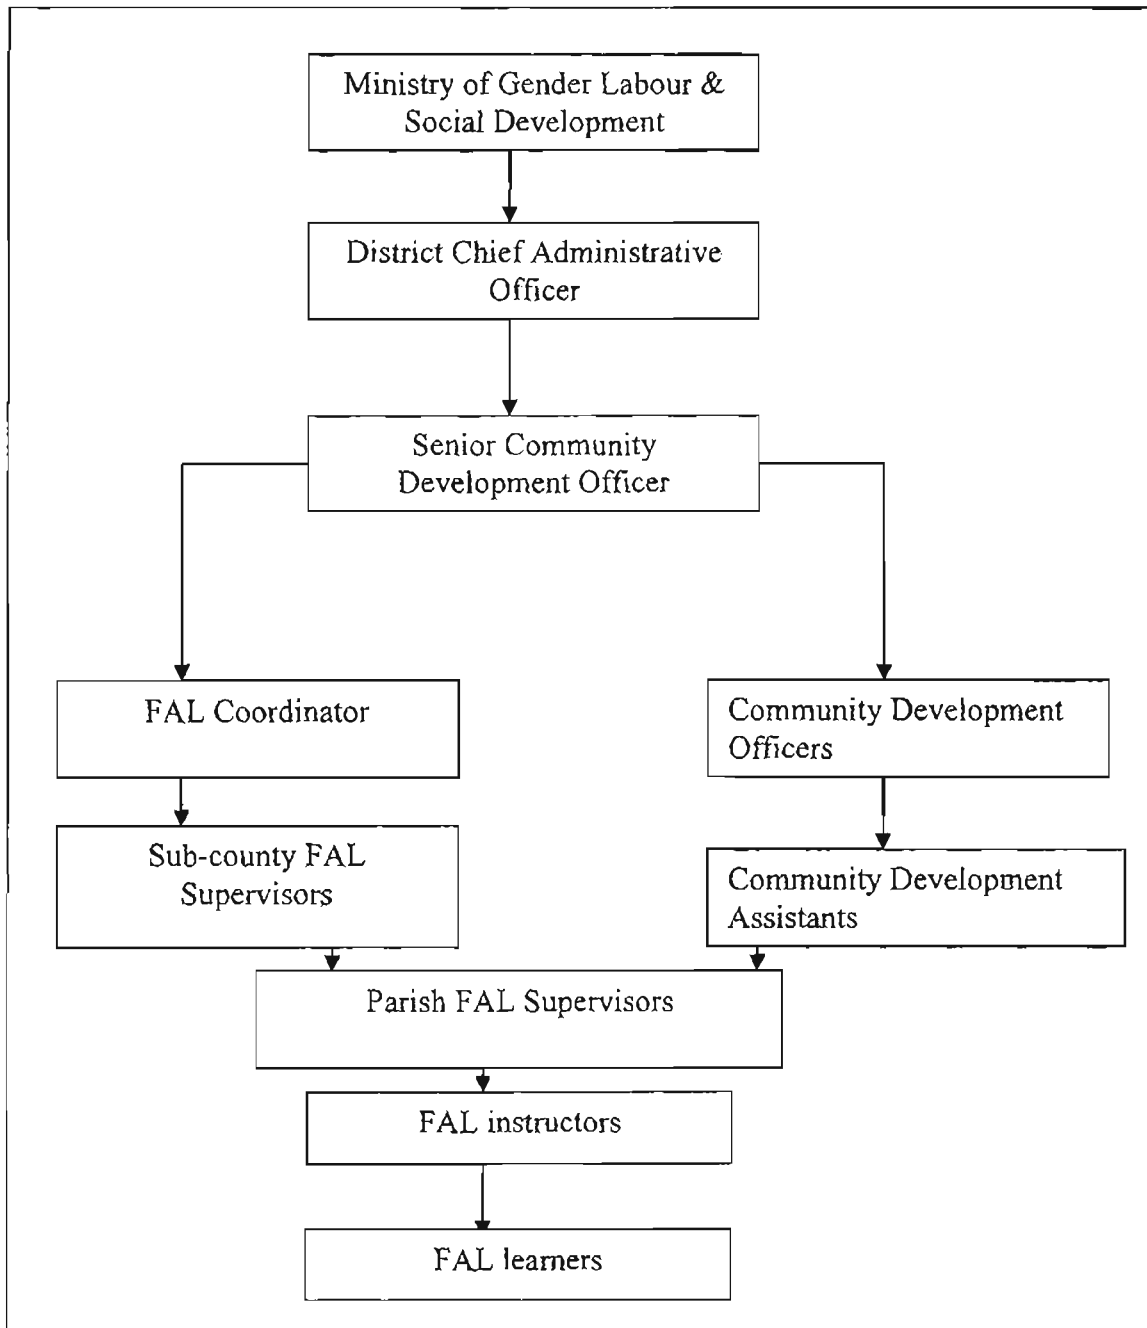 Ministry of Gender Labour &
Social Development
District Chief Administrative
Officer
Senior Community
Development Officer
FAL Coordinator
Community Development
Officers
Sub-county FAL
Supervisors
Community Development
Assistants
Parish FAL Supervisors
FAL instructors
FAL learners